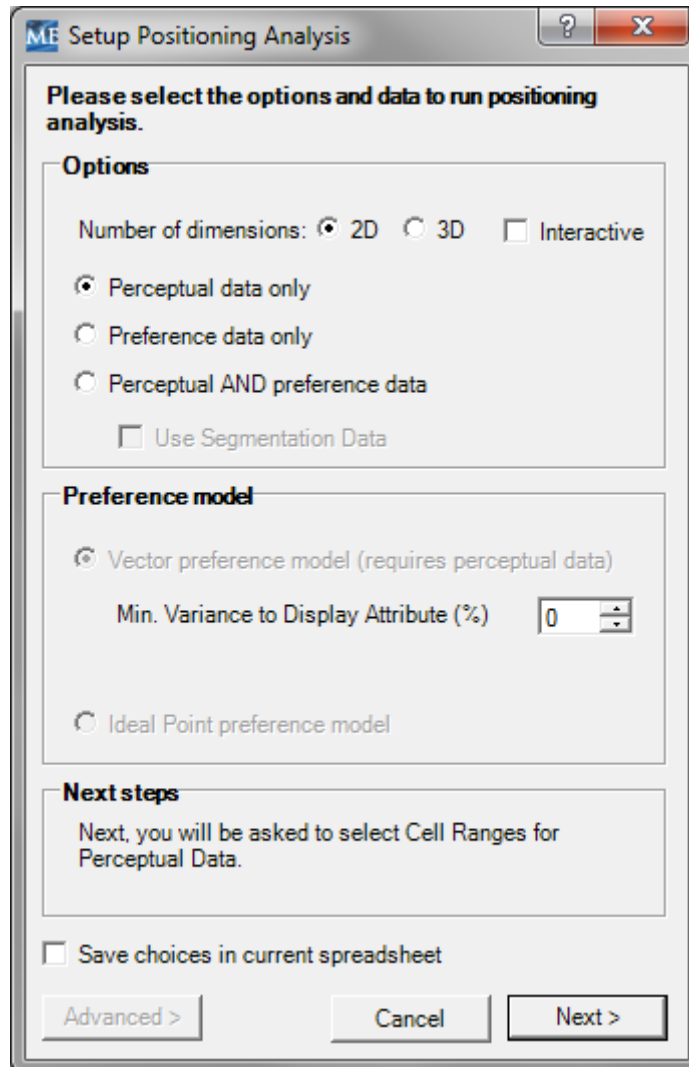 ME Setup Positioning Analysis ? X
Please select the options and data to run positioning
analysis.
Options
Number of dimensions: 2D 3D Interactive
Perceptual data only
Preference data only
Perceptual AND preference data
Use Segmentation Data
Preference model
Vector preference model (requires perceptual data)
Min. Variance to Display Attribute (%) 0
Ideal Point preference model
Next steps
Next, you will be asked to select Cell Ranges for
Perceptual Data.
Save choices in current spreadsheet
Advanced > Cancel Next >